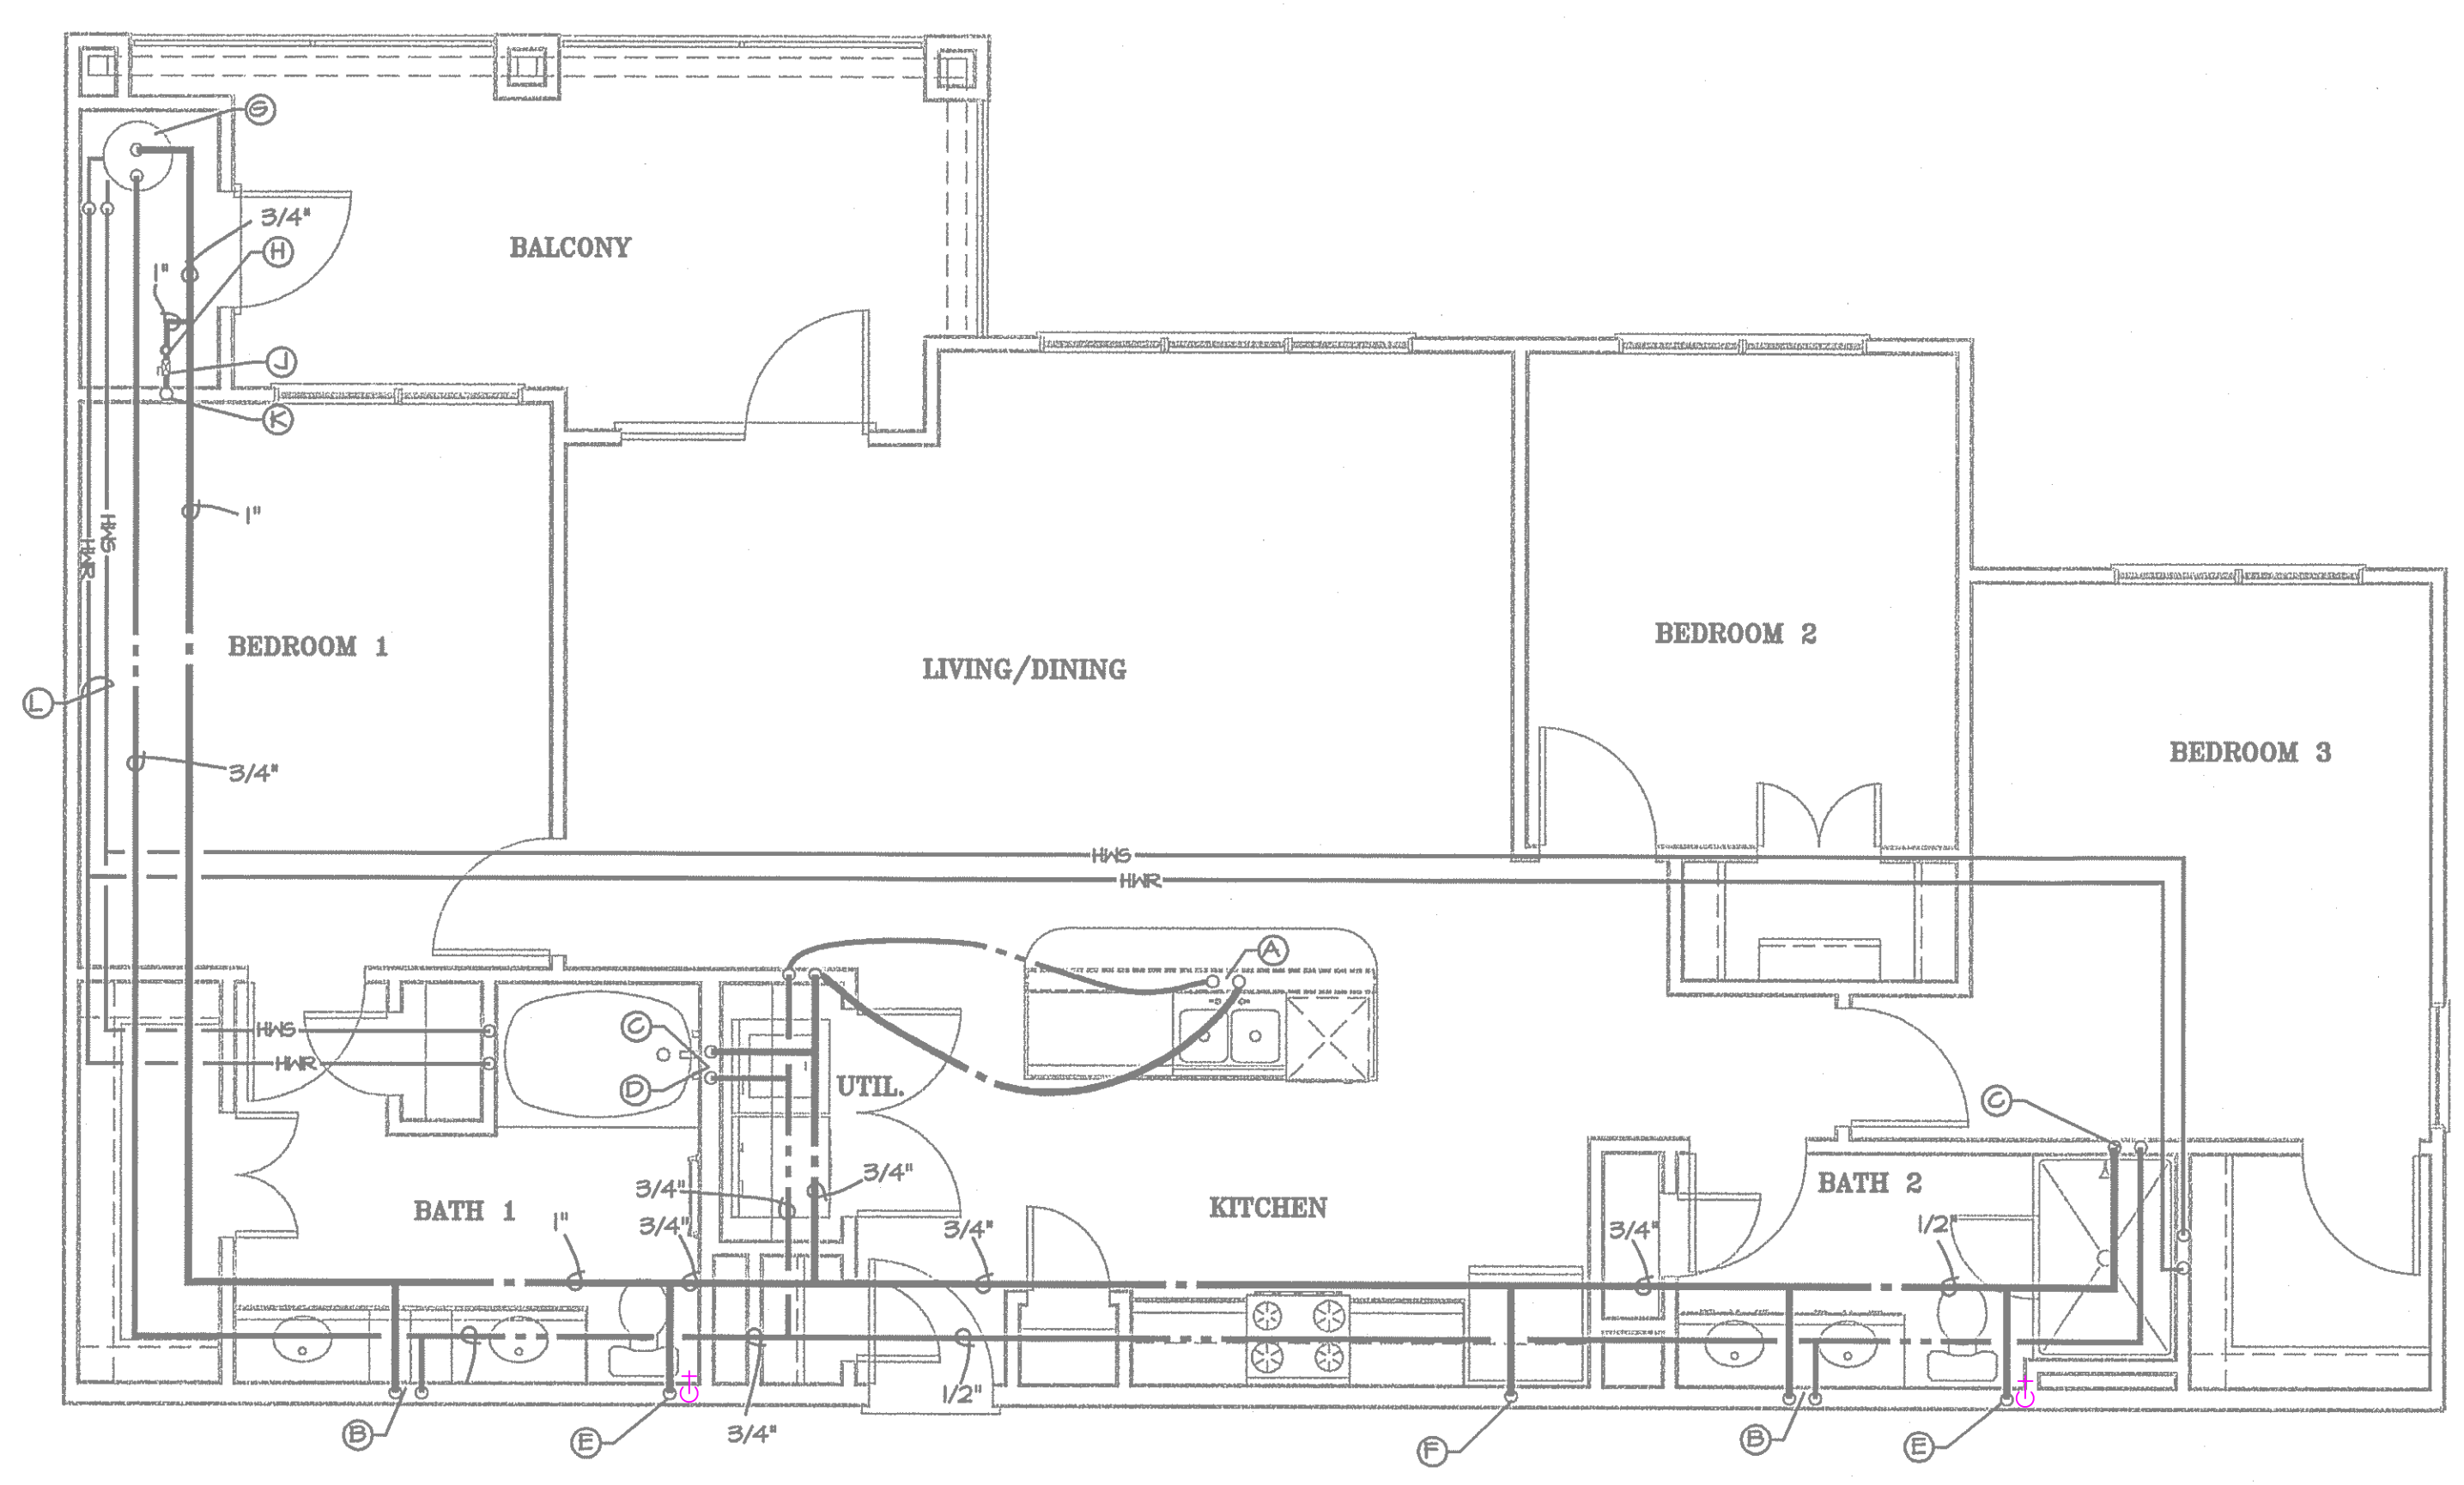 G
3/4"
H
BALCONY
1"
J
K
1"
HWS
HWR
BEDROOM 1
BEDROOM 2
LIVING/DINING
L
BEDROOM 3
3/4"
HWS
HWR
A
HWS
C
HWR
UTIL.
D
C
3/4"
3/4"
BATH 2
BATH 1
1"
3/4"
3/4"
KITCHEN
3/4"
1/2"
1/2"
3/4"
B
E
F
B
E